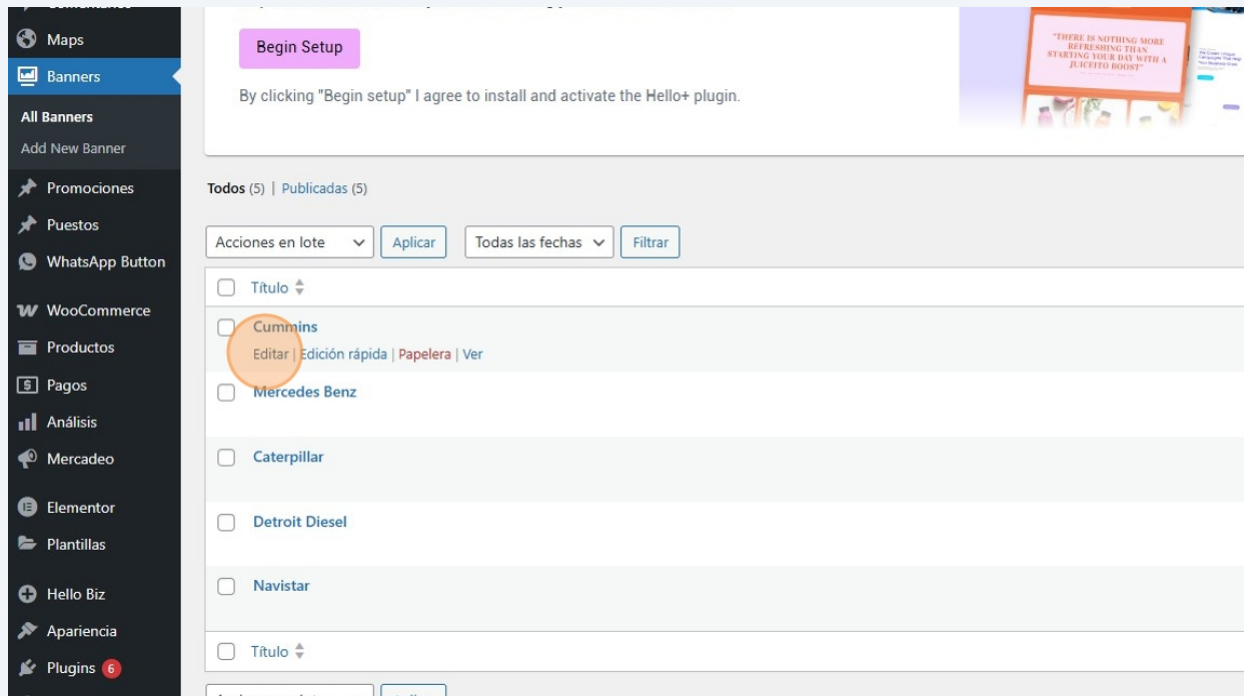 Maps
Banners
All Banners
Add New Banner
Promociones
Puestos
WhatsApp Button
WooCommerce
Productos
Pagos
Análisis
Mercadeo
Elementor
Plantillas
Hello Biz
Apariencia
Plugins 6
Begin Setup
By clicking "Begin setup" I agree to install and activate the Hello+ plugin.
"THERE IS NOTHING MORE
REFRESHING THAN
STARTING YOUR DAY WITH A
JUICEITO BOOST"
Todos (5) | Publicadas (5)
Acciones en lote Aplicar Todas las fechas Filtrar
Título
Cummins
Editar | Edición rápida | Papelera | Ver
Mercedes Benz
Caterpillar
Detroit Diesel
Navistar
Título